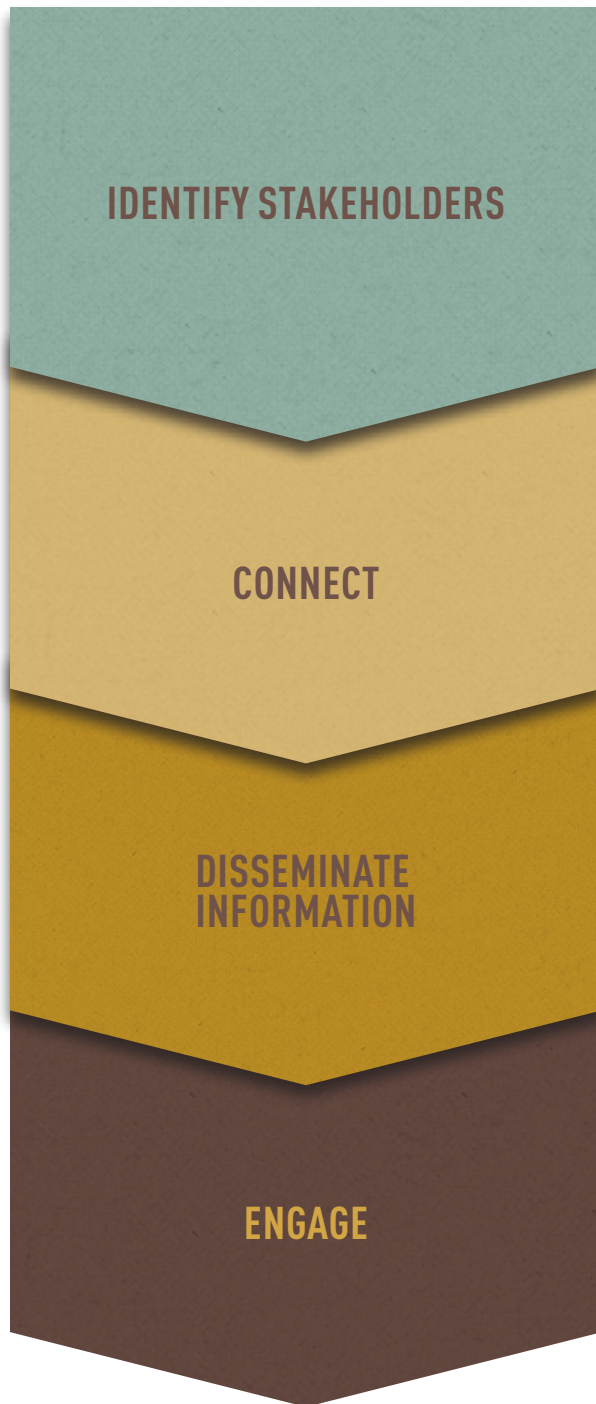 IDENTIFY STAKEHOLDERS
CONNECT
DISSEMINATE
INFORMATION
ENGAGE